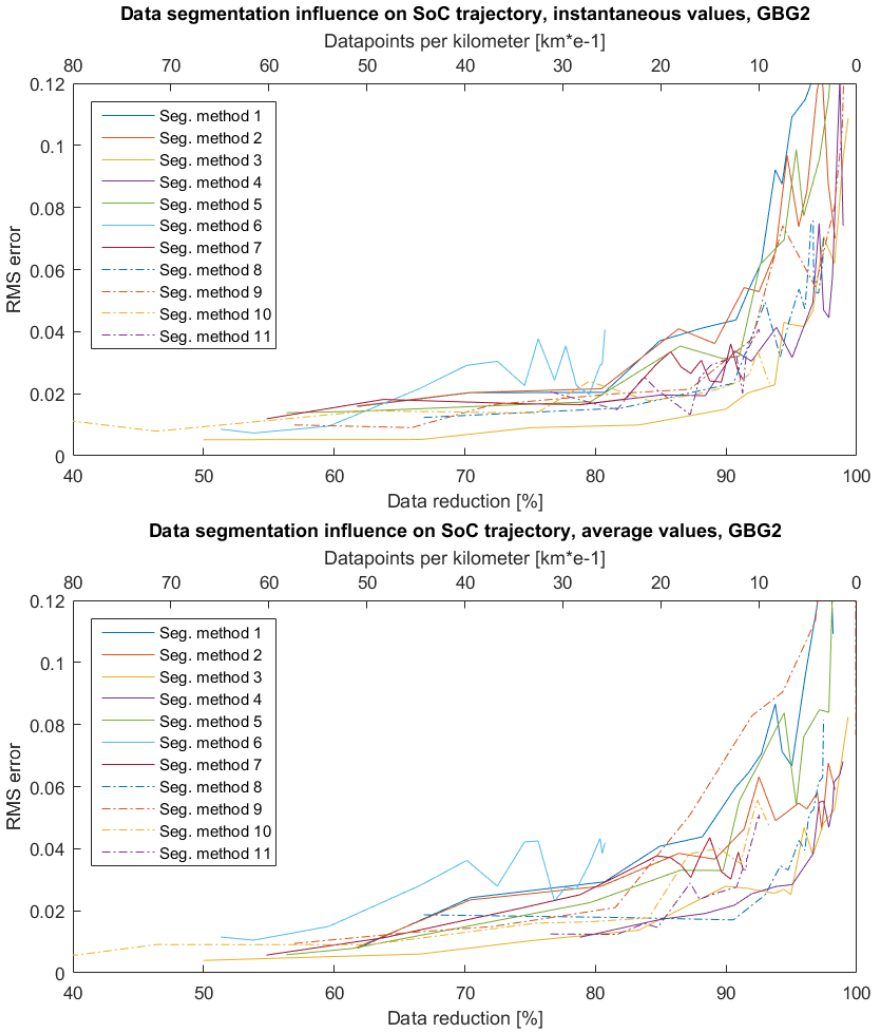 Data segmentation influence on SoC trajectory, instantaneous values, GBG2
Datapoints per kilometer [km*e-1]
80 70 60 50 40 30 20 10 0
0.12
0.1
0.08
0.06
0.04
0.02
0
RMS error
Seg. method 1
Seg. method 2
Seg. method 3
Seg. method 4
Seg. method 5
Seg. method 6
Seg. method 7
Seg. method 8
Seg. method 9
Seg. method 10
Seg. method 11
40 50 60 70 80 90 100
Data reduction [%]
Data segmentation influence on SoC trajectory, average values, GBG2
Datapoints per kilometer [km*e-1]
80 70 60 50 40 30 20 10 0
0.12
0.1
0.08
0.06
0.04
0.02
0
RMS error
Seg. method 1
Seg. method 2
Seg. method 3
Seg. method 4
Seg. method 5
Seg. method 6
Seg. method 7
Seg. method 8
Seg. method 9
Seg. method 10
Seg. method 11
40 50 60 70 80 90 100
Data reduction [%]